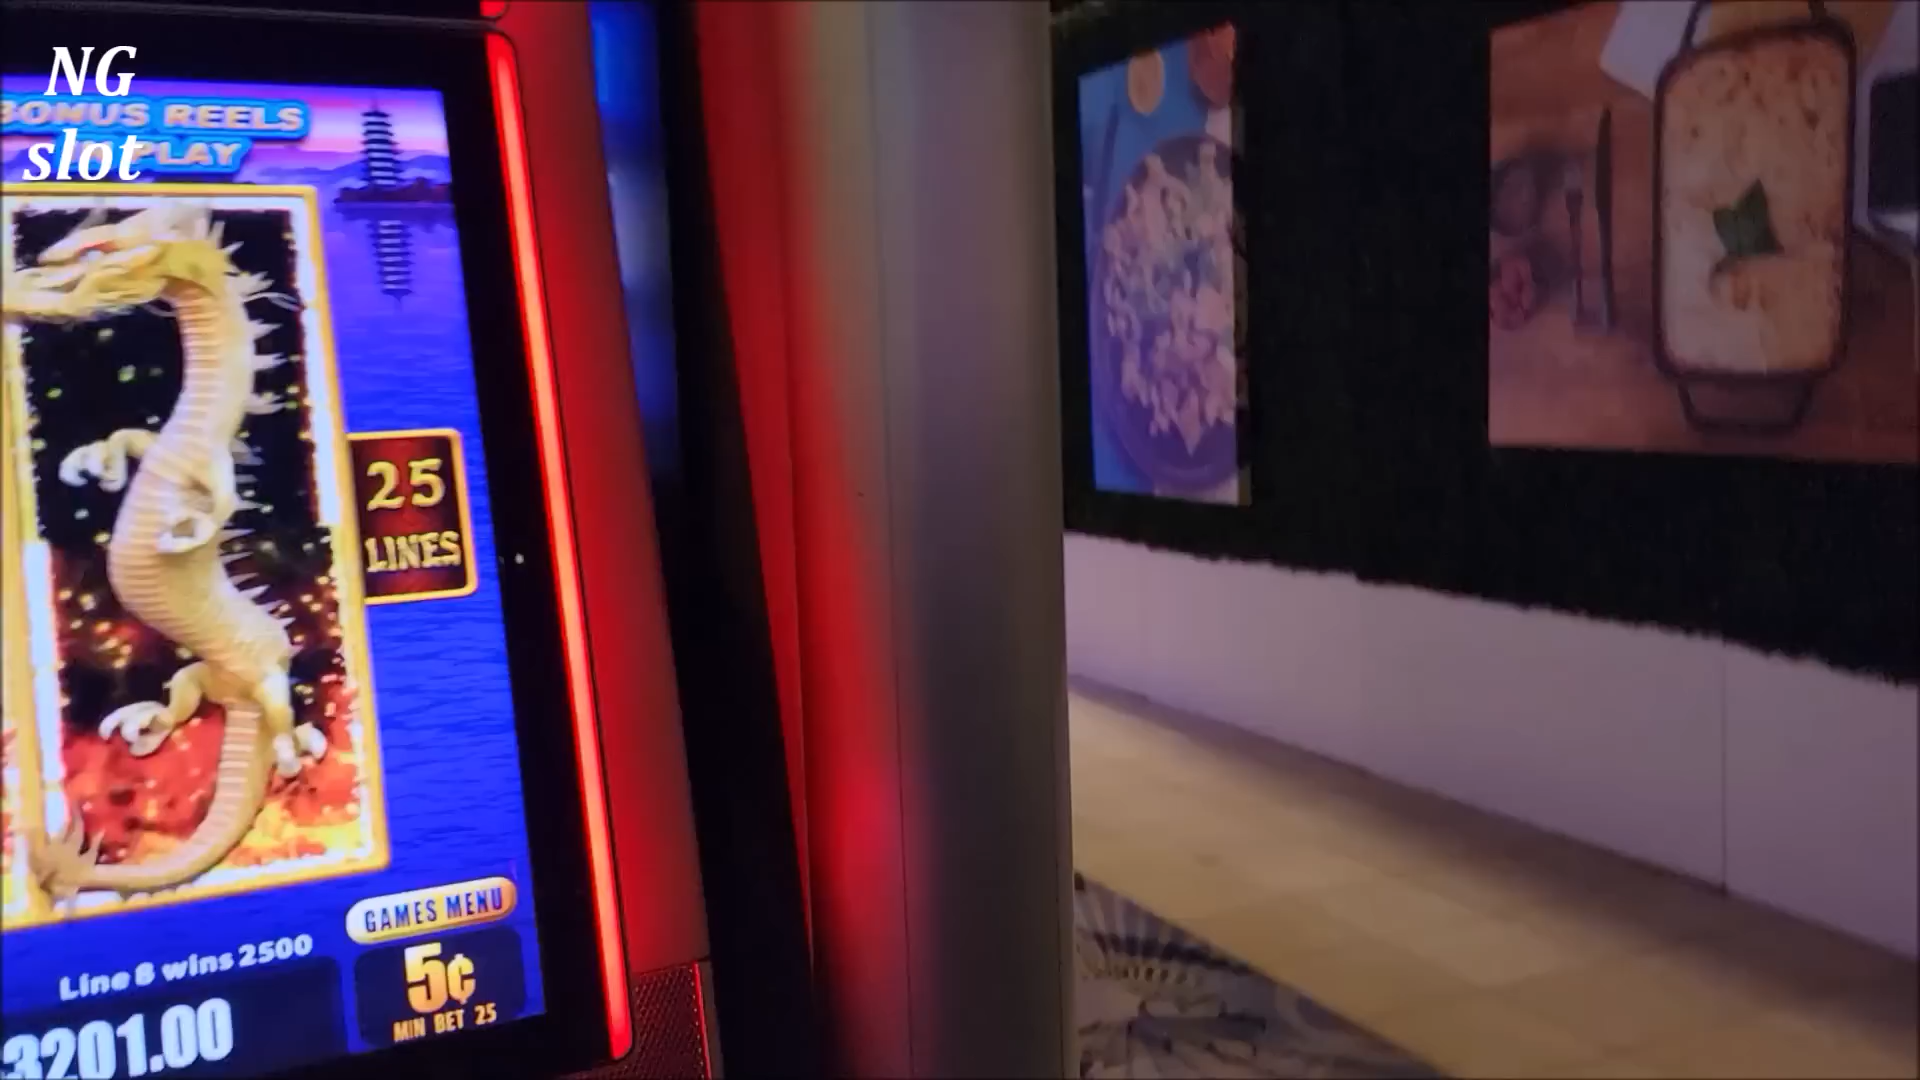 NG
slot
BONUS REELS
PLAY
25
LINES
GAMES MENU
Line 8 wins 2500
5¢
MIN BET 25
3201.00